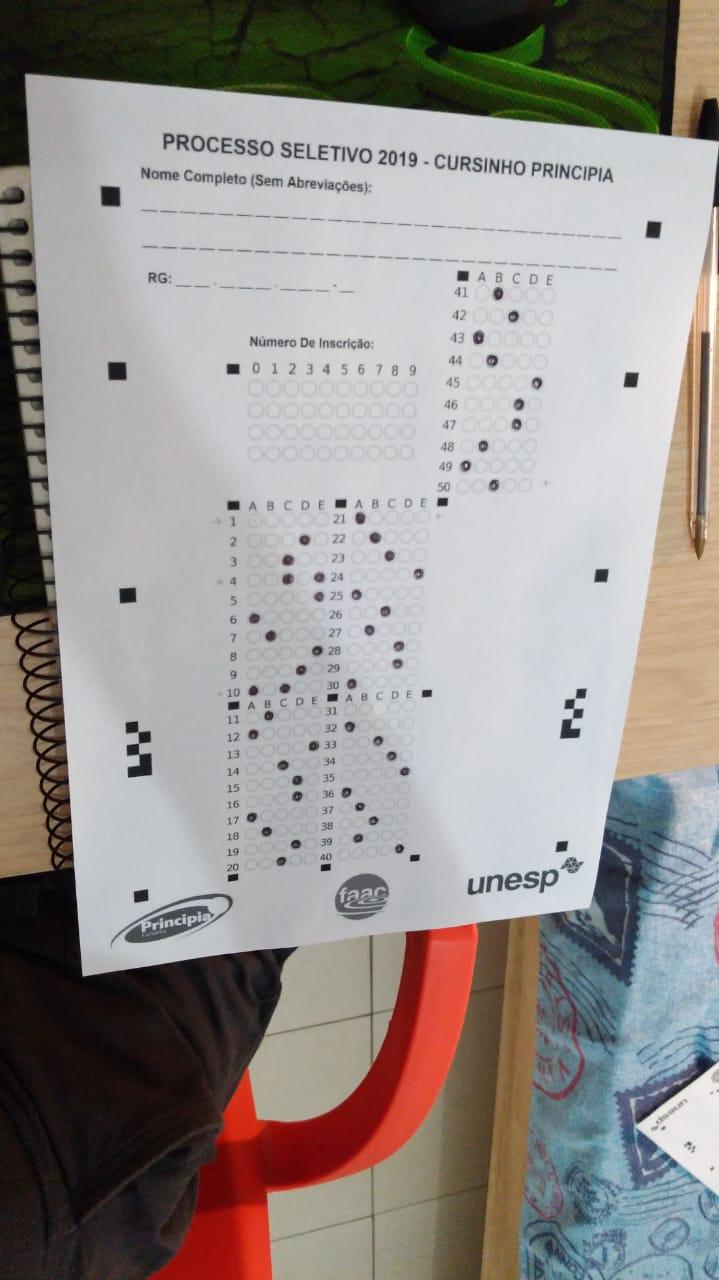 PROCESSO SELETIVO 2019 - CURSINHO PRINCIPIA
Nome Completo (Sem Abreviações):
RG: __ . ___ . ___ - _
A B C D E
41
42
43
44
45
46
47
48
49
50
Número De Inscrição:
0 1 2 3 4 5 6 7 8 9
A B C D E A B C D E
1 21
2 22
3 23
4 24
5 25
6 26
7 27
8 28
9 29
10 30
A B C D E A B C D E
11 31
12 32
13 33
14 34
15 35
16 36
17 37
18 38
19 39
20 40
Principia
faac
unesp
unesp